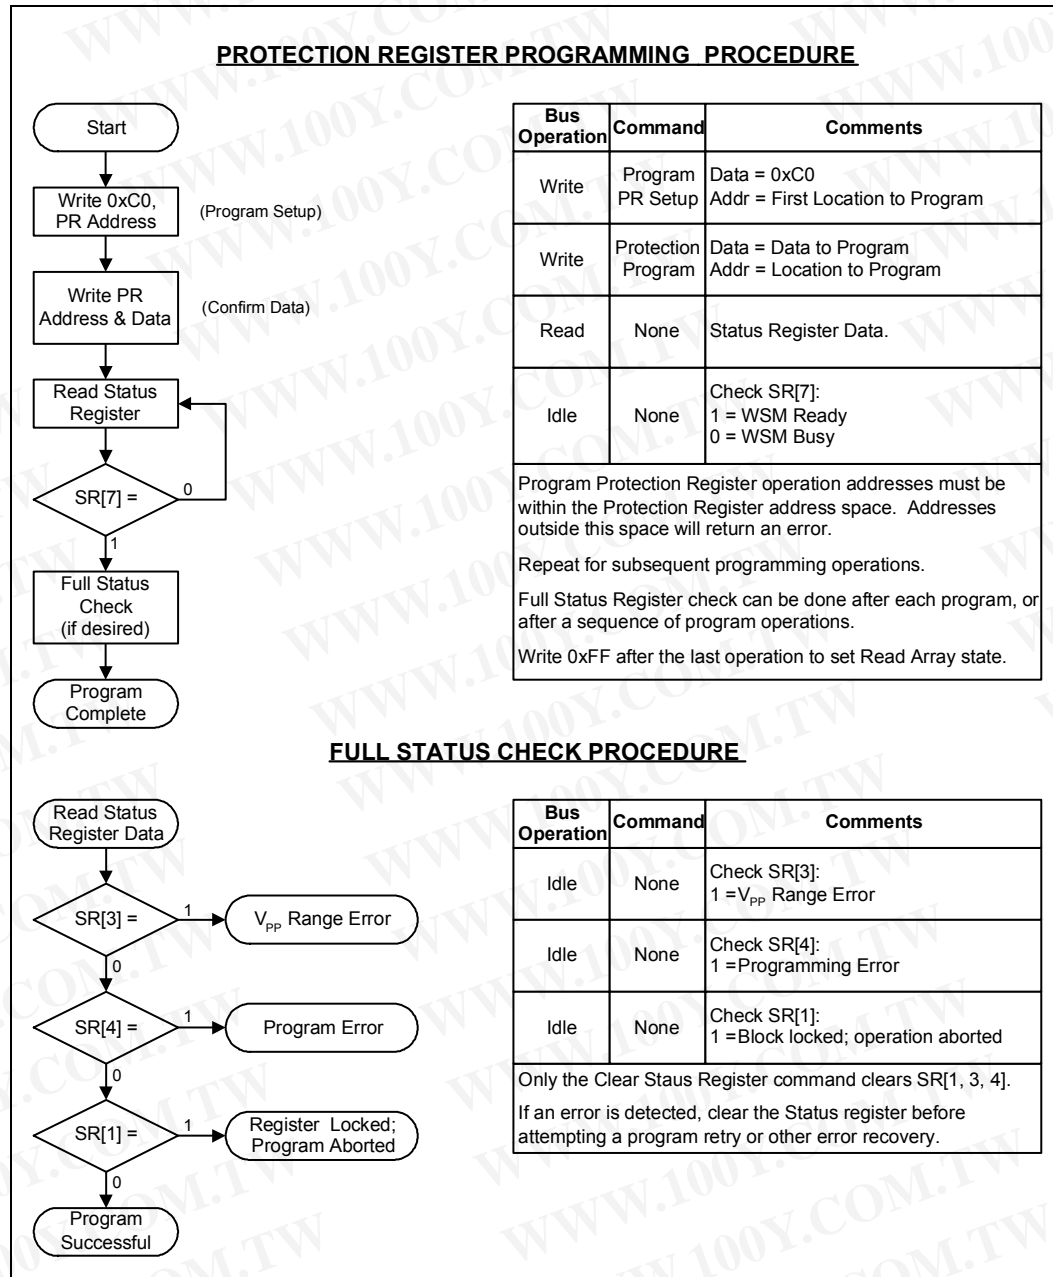 PROTECTION REGISTER PROGRAMMING PROCEDURE
Start
Write 0xC0,
PR Address
(Program Setup)
Write PR
Address & Data
(Confirm Data)
Read Status
Register
SR[7] =
0
1
Full Status
Check
(if desired)
Program
Complete
Bus
Operation
Command
Comments
Write
Program
PR Setup
Data = 0xC0
Addr = First Location to Program
Write
Protection
Program
Data = Data to Program
Addr = Location to Program
Read
None
Status Register Data.
Idle
None
Check SR[7]:
1 = WSM Ready
0 = WSM Busy
Program Protection Register operation addresses must be
within the Protection Register address space. Addresses
outside this space will return an error.
Repeat for subsequent programming operations.
Full Status Register check can be done after each program, or
after a sequence of program operations.
Write 0xFF after the last operation to set Read Array state.
FULL STATUS CHECK PROCEDURE
Read Status
Register Data
SR[3] =
1
VPP Range Error
0
SR[4] =
1
Program Error
0
SR[1] =
1
Register Locked;
Program Aborted
0
Program
Successful
Bus
Operation
Command
Comments
Idle
None
Check SR[3]:
1 =VPP Range Error
Idle
None
Check SR[4]:
1 =Programming Error
Idle
None
Check SR[1]:
1 =Block locked; operation aborted
Only the Clear Staus Register command clears SR[1, 3, 4].
If an error is detected, clear the Status register before
attempting a program retry or other error recovery.
WWW.100Y.COM.TW